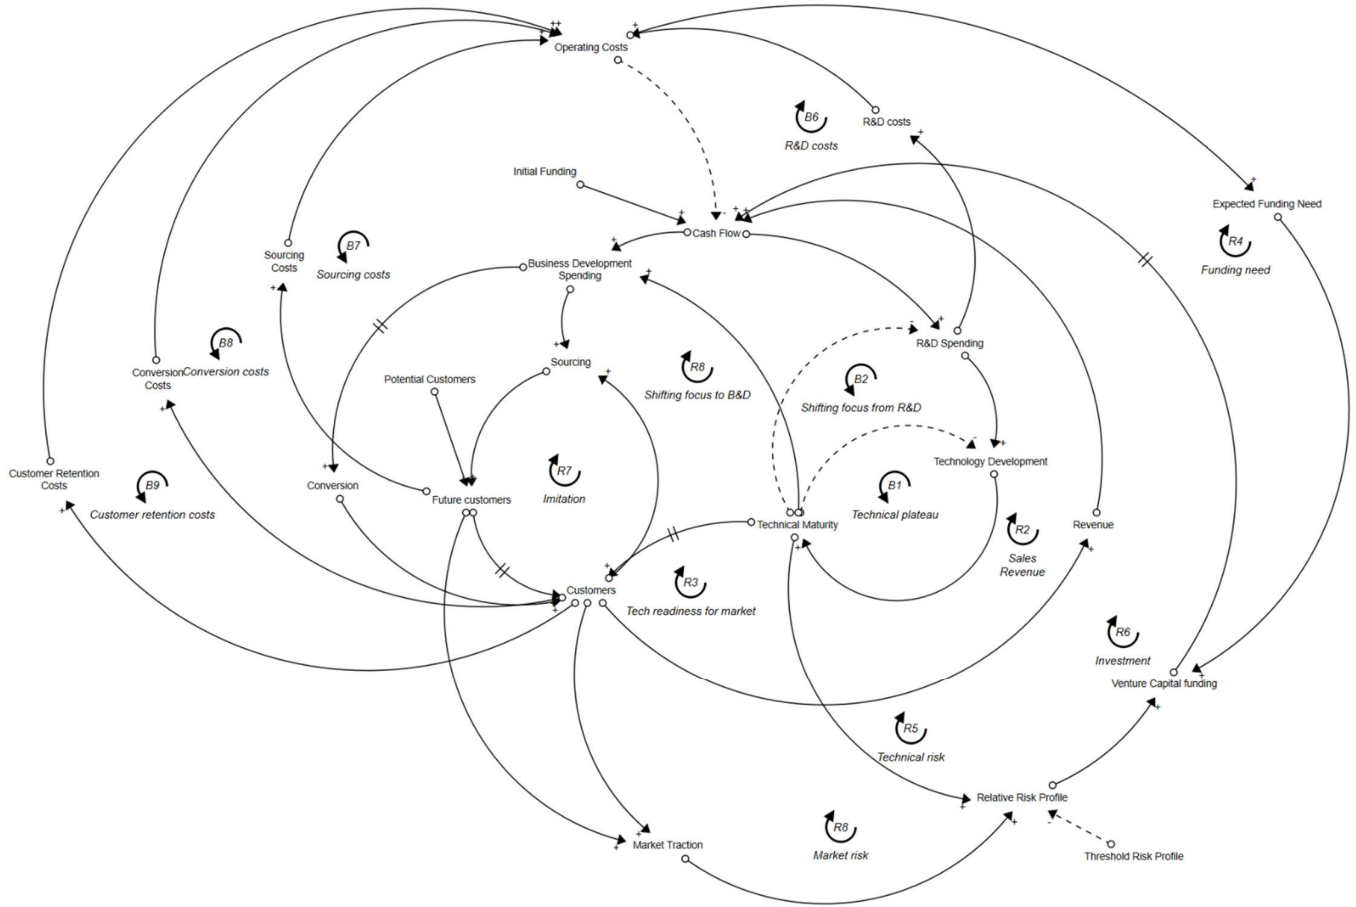 Operating Costs
B6
R&D costs
R&D costs
Initial Funding
Expected Funding Need
Cash Flow
R4
Funding need
B7
Sourcing costs
Sourcing
Costs
Business Development
Spending
B8
Conversion costs
Conversion
Costs
Sourcing
R&D Spending
Potential Customers
R8
Shifting focus to B&D
B2
Shifting focus from R&D
Technology Development
Customer Retention
Costs
B9
Customer retention costs
Conversion
Future customers
R7
Imitation
B1
Technical plateau
Technical Maturity
R2
Sales
Revenue
Revenue
Customers
R3
Tech readiness for market
R6
Investment
Venture Capital funding
R5
Technical risk
Relative Risk Profile
R8
Market risk
Market Traction
Threshold Risk Profile